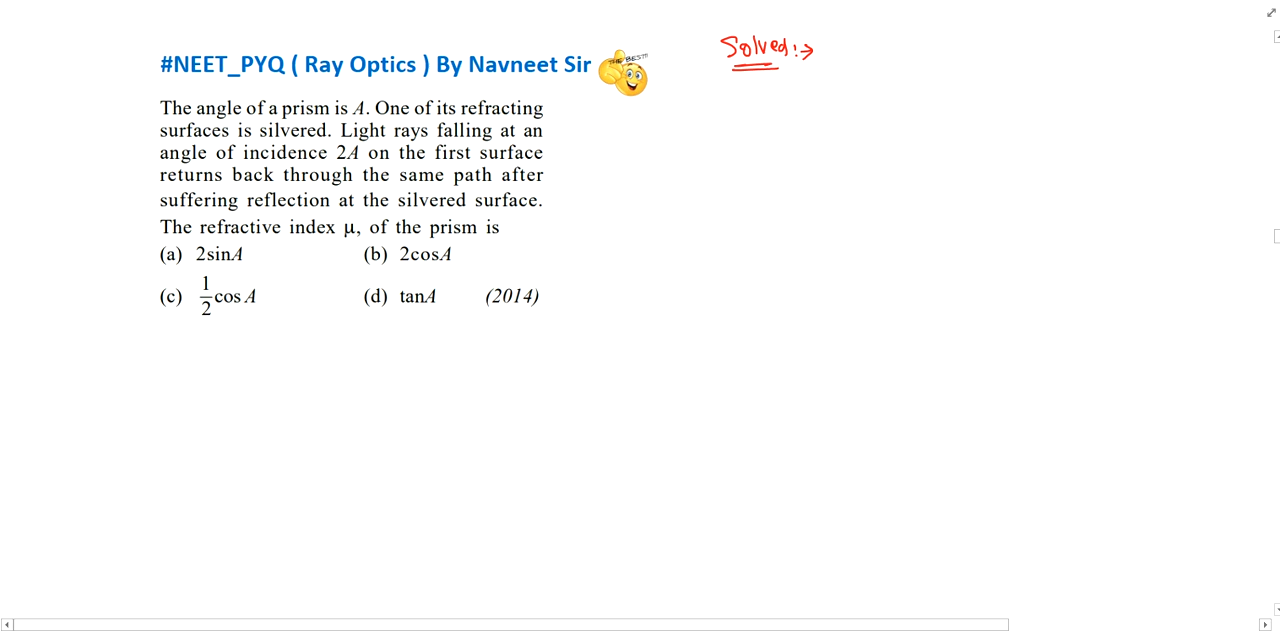 #NEET_PYQ ( Ray Optics ) By Navneet Sir
THE BEST!!
Solved:→
The angle of a prism is A. One of its refracting
surfaces is silvered. Light rays falling at an
angle of incidence 2A on the first surface
returns back through the same path after
suffering reflection at the silvered surface.
The refractive index μ, of the prism is
(a) 2sinA (b) 2cosA
(c) 1/2 cos A (d) tanA (2014)